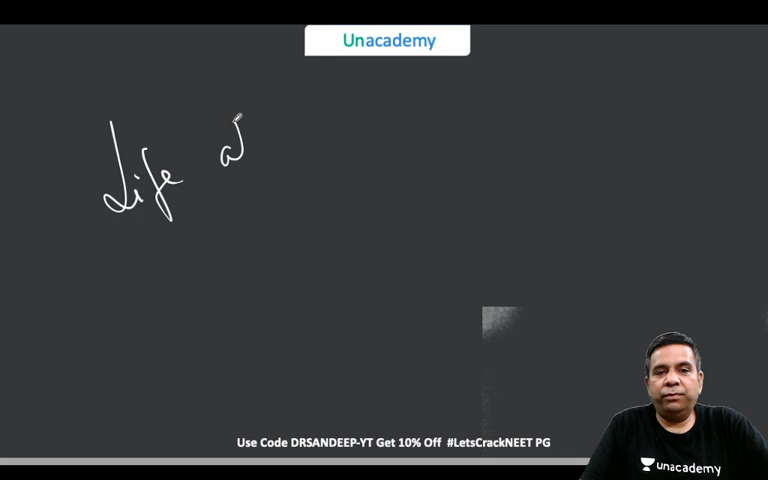 Unacademy
Life
Use Code DRSANDEEP-YT Get 10% Off #LetsCrackNEET PG
unacademy